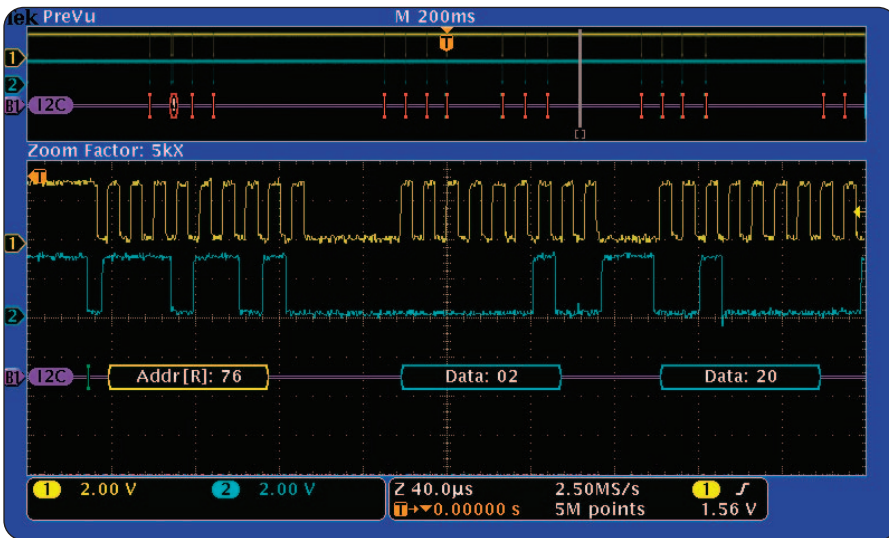 Tek PreVu M 200ms
T
1
2
B1 I2C
[ ]
Zoom Factor: 5kX
T
1
2
B1 I2C Addr[R]: 76 Data: 02 Data: 20
1 2.00 V 2 2.00 V Z 40.0µs 2.50MS/s 1
T→▼0.00000 s 5M points 1.56 V